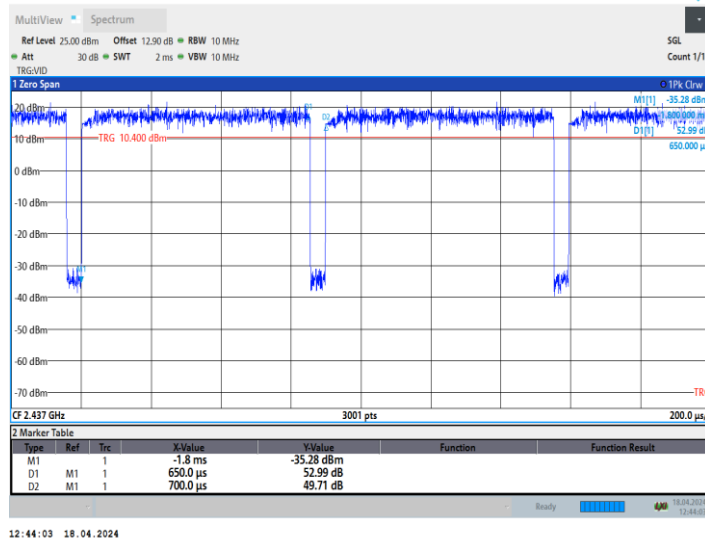 MultiView Spectrum
Ref Level 25.00 dBm Offset 12.90 dB RBW 10 MHz SGL
Att 30 dB SWT 2 ms VBW 10 MHz Count 1/1
TRG:VID
1 Zero Span 1Pk Clrw
M1[1] -35.28 dBm
20 dBm
D1[1] 52.99 dB
650.000 µ
D2
10 dBm TRG 10.400 dBm
0 dBm
-10 dBm
-20 dBm
-30 dBm
M1
-40 dBm
-50 dBm
-60 dBm
-70 dBm TR
CF 2.437 GHz 3001 pts 200.0 µs/
2 Marker Table
Type Ref Trc X-Value Y-Value Function Function Result
M1 1 -1.8 ms -35.28 dBm
D1 M1 1 650.0 µs 52.99 dB
D2 M1 1 700.0 µs 49.71 dB
Ready 18.04.2024
12:44:03
12:44:03 18.04.2024